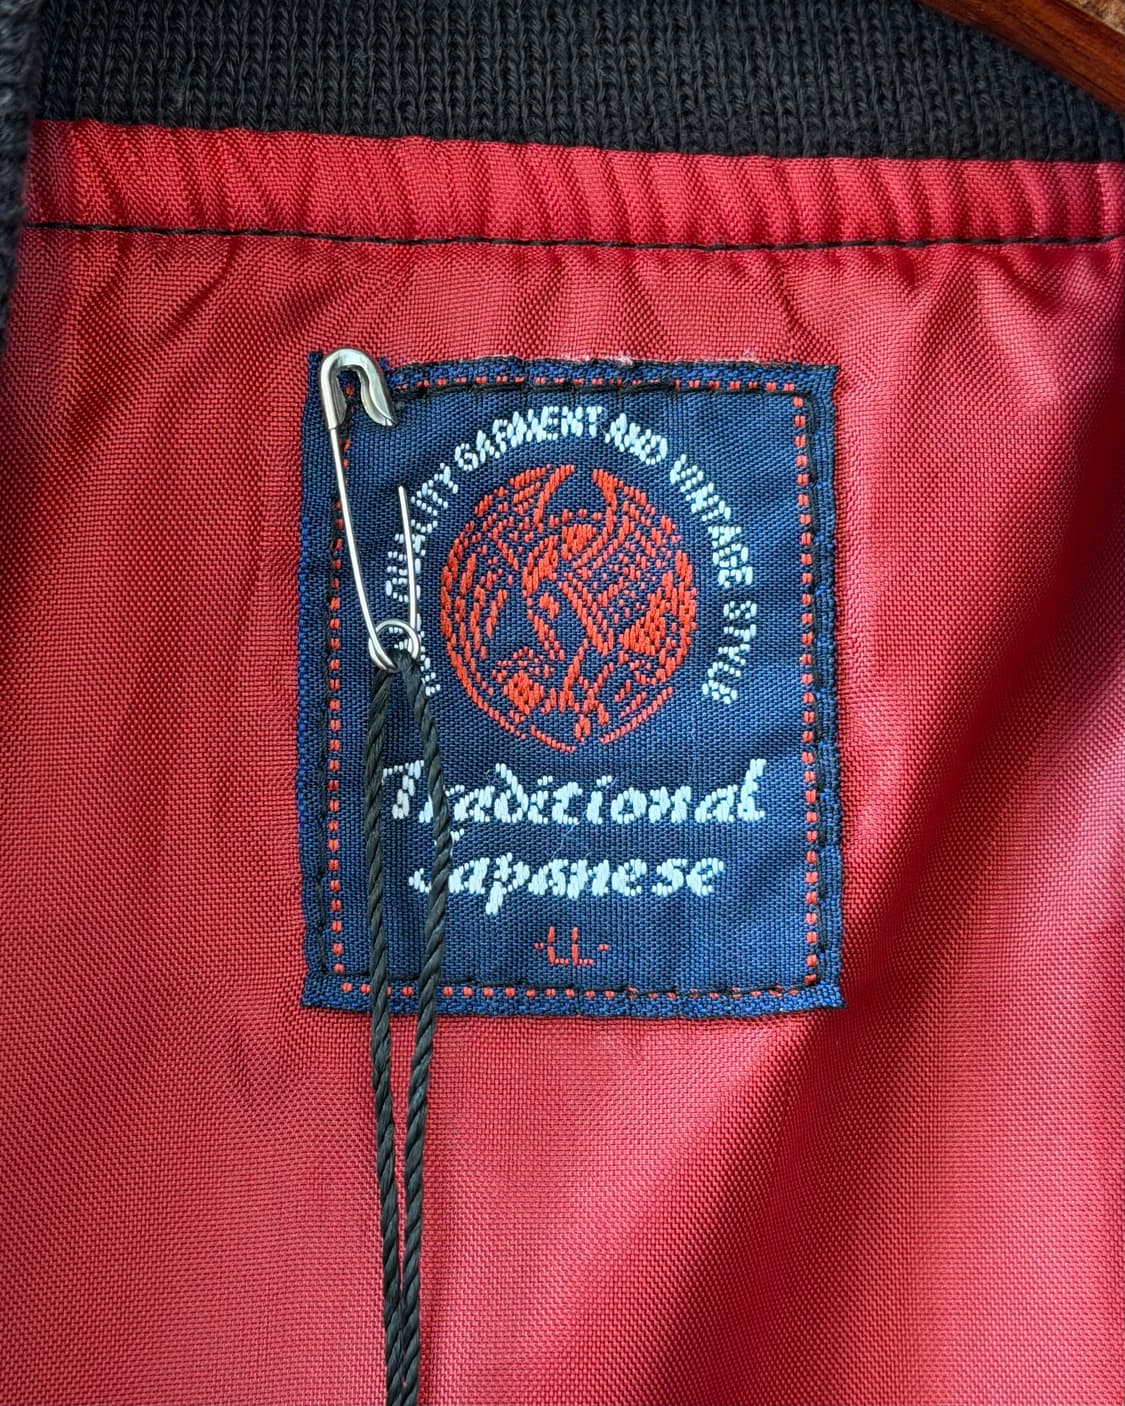 QUALITY GARMENT AND VINTAGE STYLE
Traditional
Japanese
·LL·